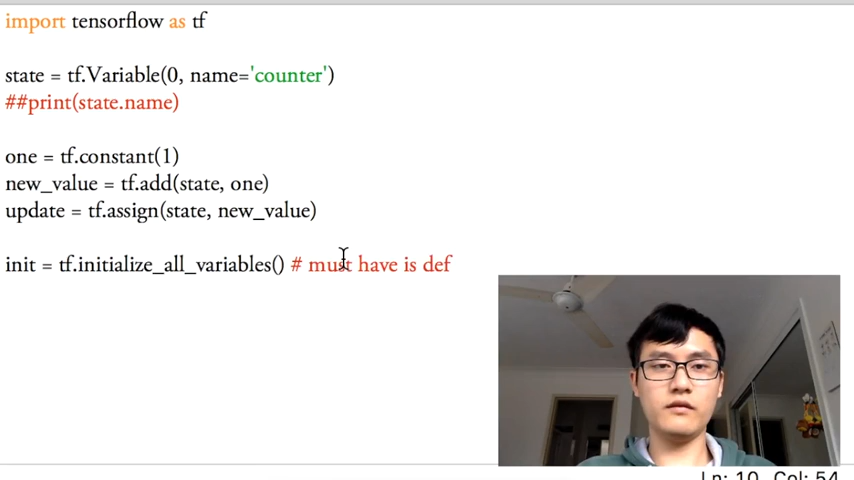 import tensorflow as tf
state = tf.Variable(0, name='counter')
##print(state.name)
one = tf.constant(1)
new_value = tf.add(state, one)
update = tf.assign(state, new_value)
init = tf.initialize_all_variables() # must have is def
Ln: 10 Col: 54